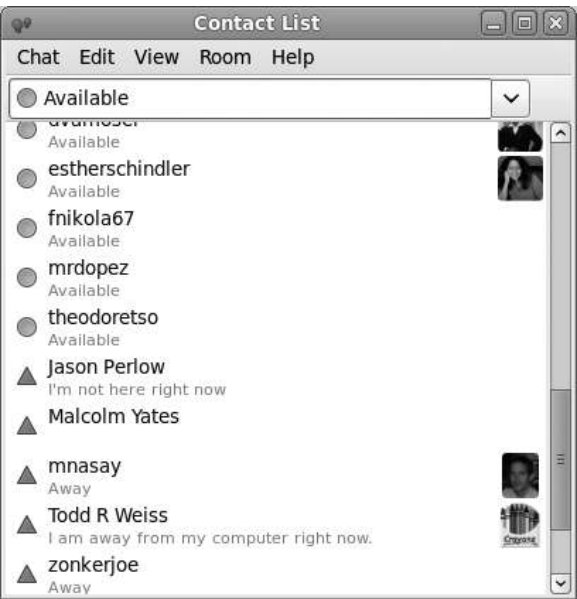 Contact List
Chat Edit View Room Help
Available
Available
estherschindler
Available
fnikola67
Available
mrdopez
Available
theodoretso
Available
Jason Perlow
I'm not here right now
Malcolm Yates
mnasay
Away
Todd R Weiss
I am away from my computer right now.
zonkerjoe
Away